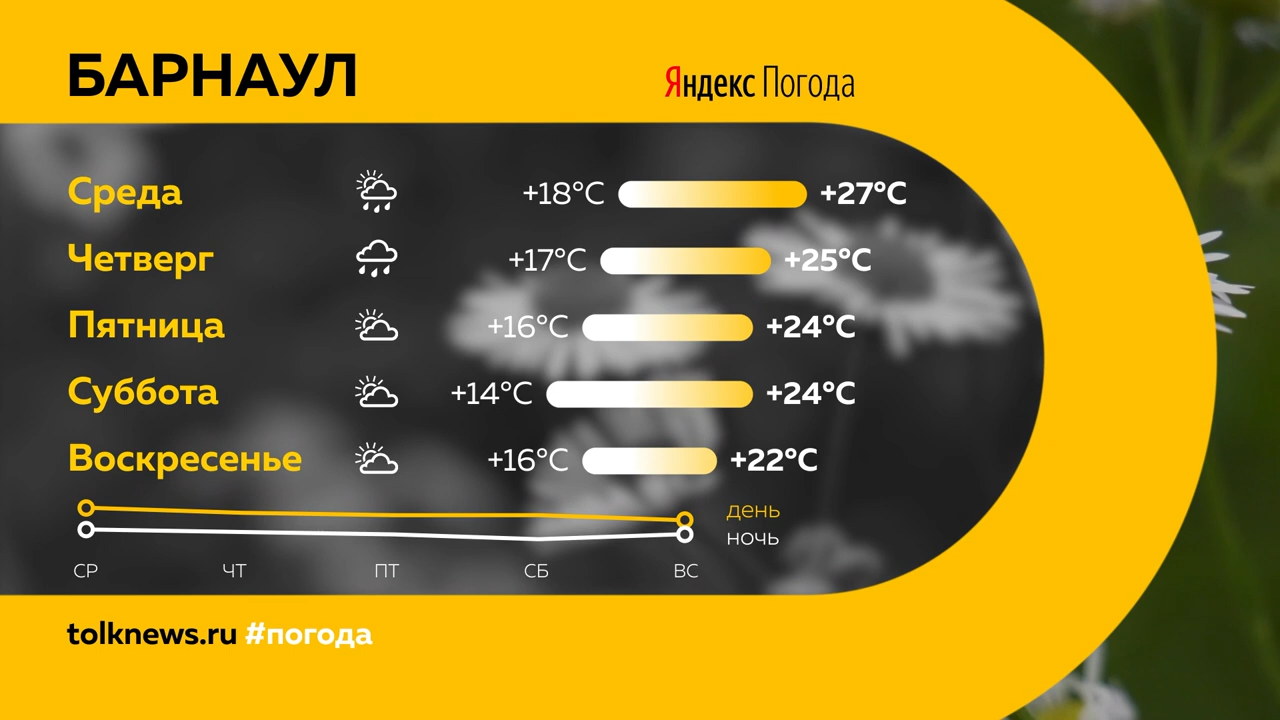 БАРНАУЛ
Яндекс Погода
Среда +18°C +27°C
Четверг +17°C +25°C
Пятница +16°C +24°C
Суббота +14°C +24°C
Воскресенье +16°C +22°C
день
ночь
СР ЧТ ПТ СБ ВС
tolknews.ru #погода